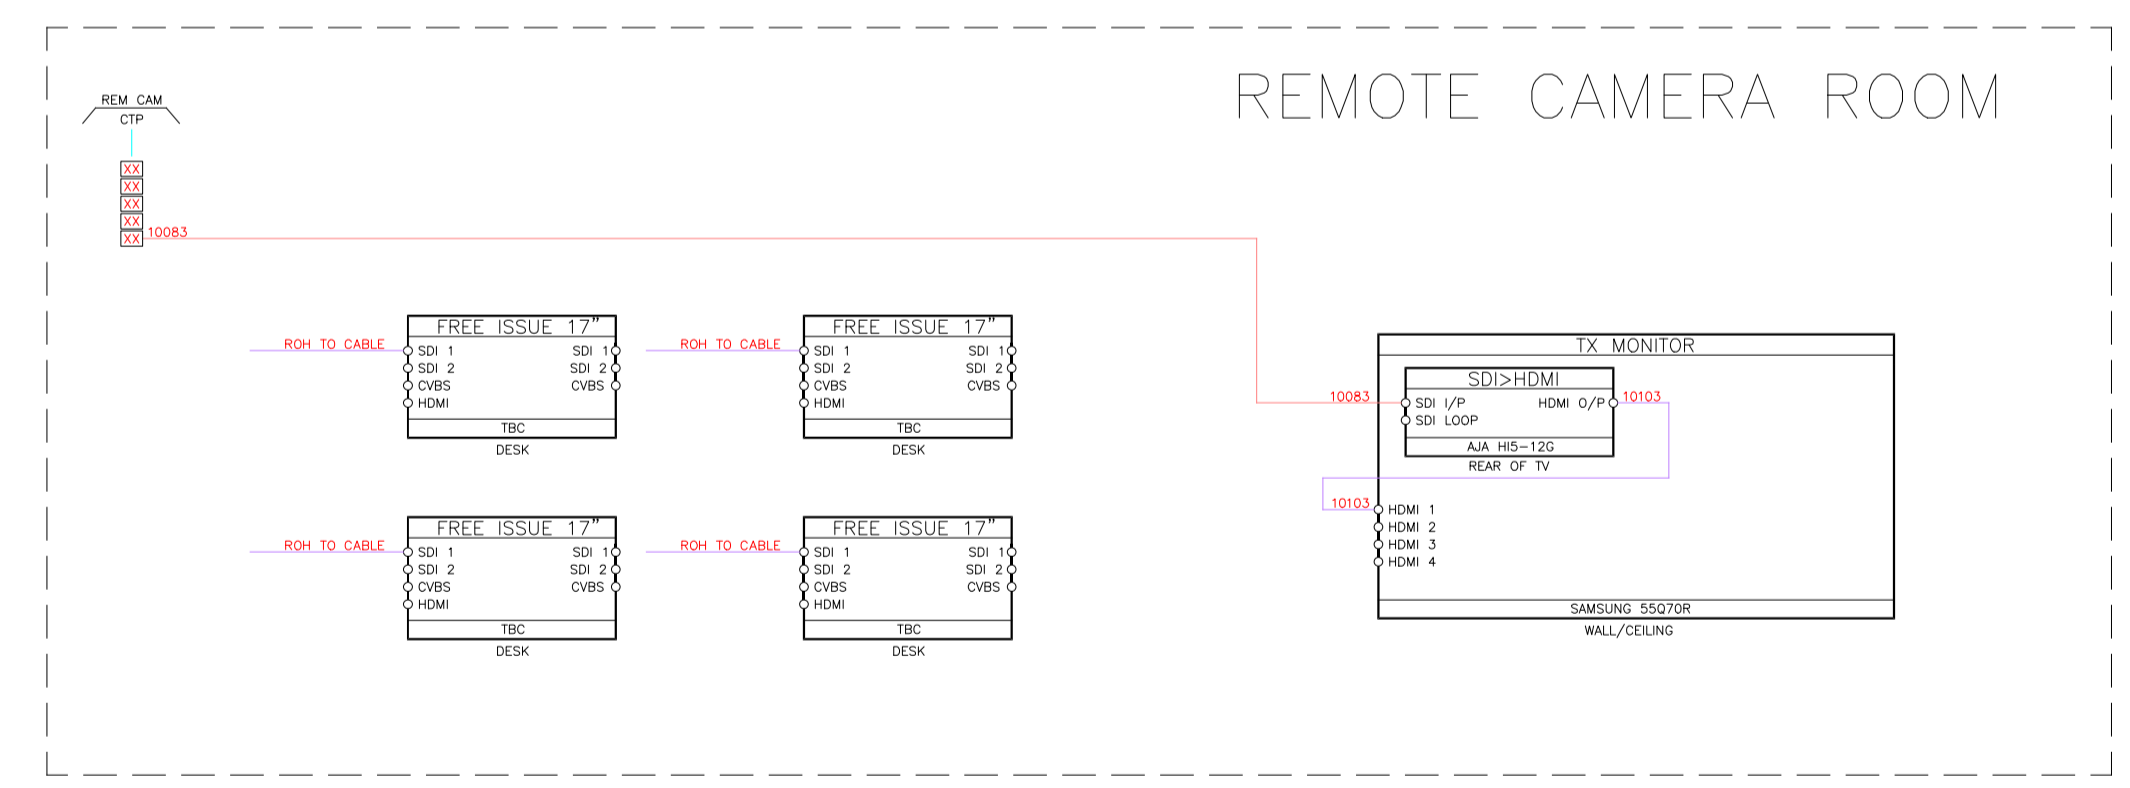 REMOTE CAMERA ROOM
REM CAM
CTP
XX
XX
XX
XX
XX 10083
FREE ISSUE 17"
ROH TO CABLE
SDI 1 SDI 1
SDI 2 SDI 2
CVBS CVBS
HDMI
TBC
DESK
FREE ISSUE 17"
ROH TO CABLE
SDI 1 SDI 1
SDI 2 SDI 2
CVBS CVBS
HDMI
TBC
DESK
FREE ISSUE 17"
ROH TO CABLE
SDI 1 SDI 1
SDI 2 SDI 2
CVBS CVBS
HDMI
TBC
DESK
FREE ISSUE 17"
ROH TO CABLE
SDI 1 SDI 1
SDI 2 SDI 2
CVBS CVBS
HDMI
TBC
DESK
TX MONITOR
SDI>HDMI
10083 SDI I/P HDMI O/P 10103
SDI LOOP
AJA HI5-12G
REAR OF TV
10103 HDMI 1
HDMI 2
HDMI 3
HDMI 4
SAMSUNG 55Q70R
WALL/CEILING